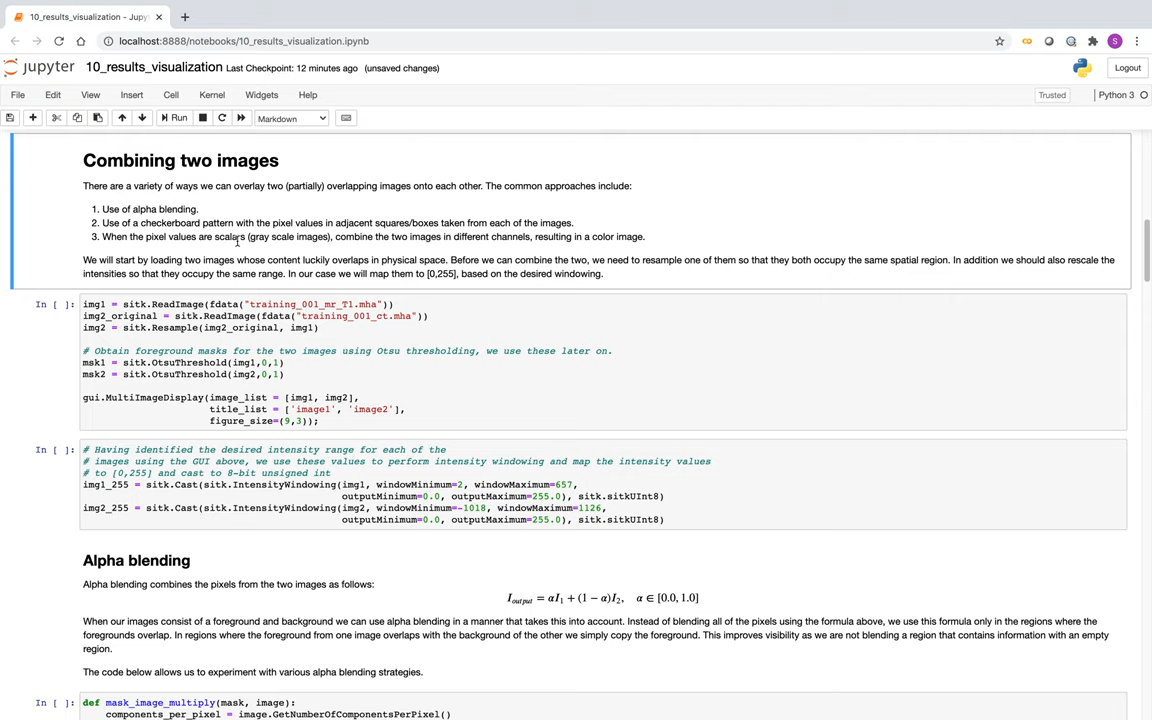 10_results_visualization - Jupy
localhost:8888/notebooks/10_results_visualization.ipynb
S
jupyter 10_results_visualization Last Checkpoint: 12 minutes ago (unsaved changes)
Logout
File Edit View Insert Cell Kernel Widgets Help
Trusted
Python 3
Run
Markdown
Combining two images
There are a variety of ways we can overlay two (partially) overlapping images onto each other. The common approaches include:
1. Use of alpha blending.
2. Use of a checkerboard pattern with the pixel values in adjacent squares/boxes taken from each of the images.
3. When the pixel values are scalars (gray scale images), combine the two images in different channels, resulting in a color image.
We will start by loading two images whose content luckily overlaps in physical space. Before we can combine the two, we need to resample one of them so that they both occupy the same spatial region. In addition we should also rescale the
intensities so that they occupy the same range. In our case we will map them to [0,255], based on the desired windowing.
In [ ]: img1 = sitk.ReadImage(fdata("training_001_mr_T1.mha"))
img2_original = sitk.ReadImage(fdata("training_001_ct.mha"))
img2 = sitk.Resample(img2_original, img1)
# Obtain foreground masks for the two images using Otsu thresholding, we use these later on.
msk1 = sitk.OtsuThreshold(img1,0,1)
msk2 = sitk.OtsuThreshold(img2,0,1)
gui.MultiImageDisplay(image_list = [img1, img2],
title_list = ['image1', 'image2'],
figure_size=(9,3));
In [ ]: # Having identified the desired intensity range for each of the
# images using the GUI above, we use these values to perform intensity windowing and map the intensity values
# to [0,255] and cast to 8-bit unsigned int
img1_255 = sitk.Cast(sitk.IntensityWindowing(img1, windowMinimum=2, windowMaximum=657,
outputMinimum=0.0, outputMaximum=255.0), sitk.sitkUInt8)
img2_255 = sitk.Cast(sitk.IntensityWindowing(img2, windowMinimum=-1018, windowMaximum=1126,
outputMinimum=0.0, outputMaximum=255.0), sitk.sitkUInt8)
Alpha blending
Alpha blending combines the pixels from the two images as follows:
I_output = αI_1 + (1 − α)I_2, α ∈ [0.0, 1.0]
When our images consist of a foreground and background we can use alpha blending in a manner that takes this into account. Instead of blending all of the pixels using the formula above, we use this formula only in the regions where the
foregrounds overlap. In regions where the foreground from one image overlaps with the background of the other we simply copy the foreground. This improves visibility as we are not blending a region that contains information with an empty
region.
The code below allows us to experiment with various alpha blending strategies.
In [ ]: def mask_image_multiply(mask, image):
components_per_pixel = image.GetNumberOfComponentsPerPixel()